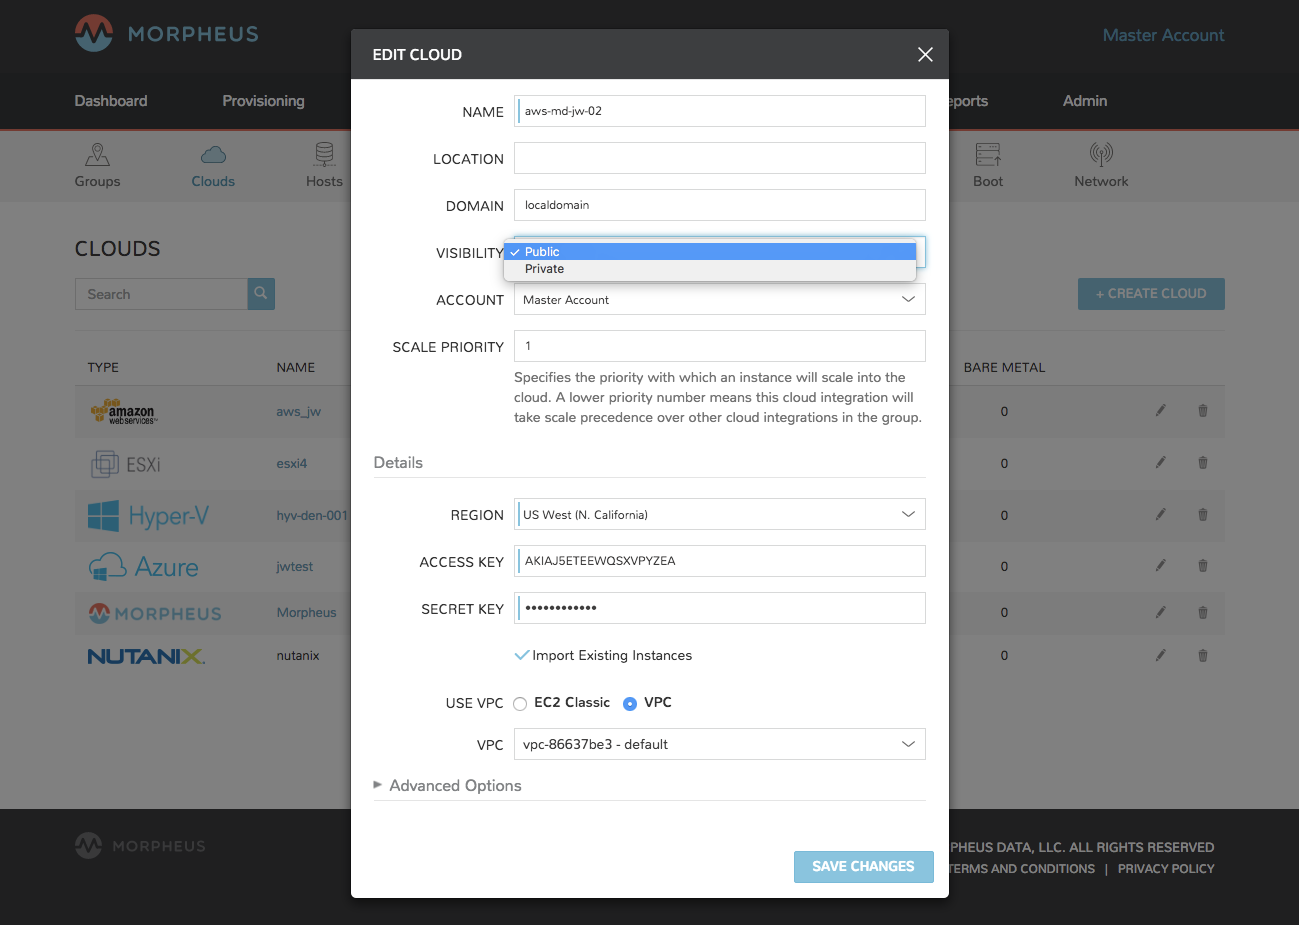 MORPHEUS
Master Account
EDIT CLOUD
Dashboard
Provisioning
eports
Admin
Groups
Clouds
Hosts
Boot
Network
NAME
aws-md-jw-02
LOCATION
DOMAIN
localdomain
VISIBILITY
Public
Private
ACCOUNT
Master Account
SCALE PRIORITY
1
Specifies the priority with which an instance will scale into the
cloud. A lower priority number means this cloud integration will
take scale precedence over other cloud integrations in the group.
Details
REGION
US West (N. California)
ACCESS KEY
AKIAJ5ETEEWQSXVPYZEA
SECRET KEY
••••••••••••
Import Existing Instances
USE VPC
EC2 Classic
VPC
VPC
vpc-86637be3 - default
Advanced Options
SAVE CHANGES
CLOUDS
Search
+ CREATE CLOUD
TYPE
NAME
BARE METAL
amazon
web services™
aws_jw
0
ESXi
esxi4
0
Hyper-V
hyv-den-001
0
Azure
jwtest
0
MORPHEUS
Morpheus
0
NUTANIX.
nutanix
0
MORPHEUS
PHEUS DATA, LLC. ALL RIGHTS RESERVED
TERMS AND CONDITIONS | PRIVACY POLICY